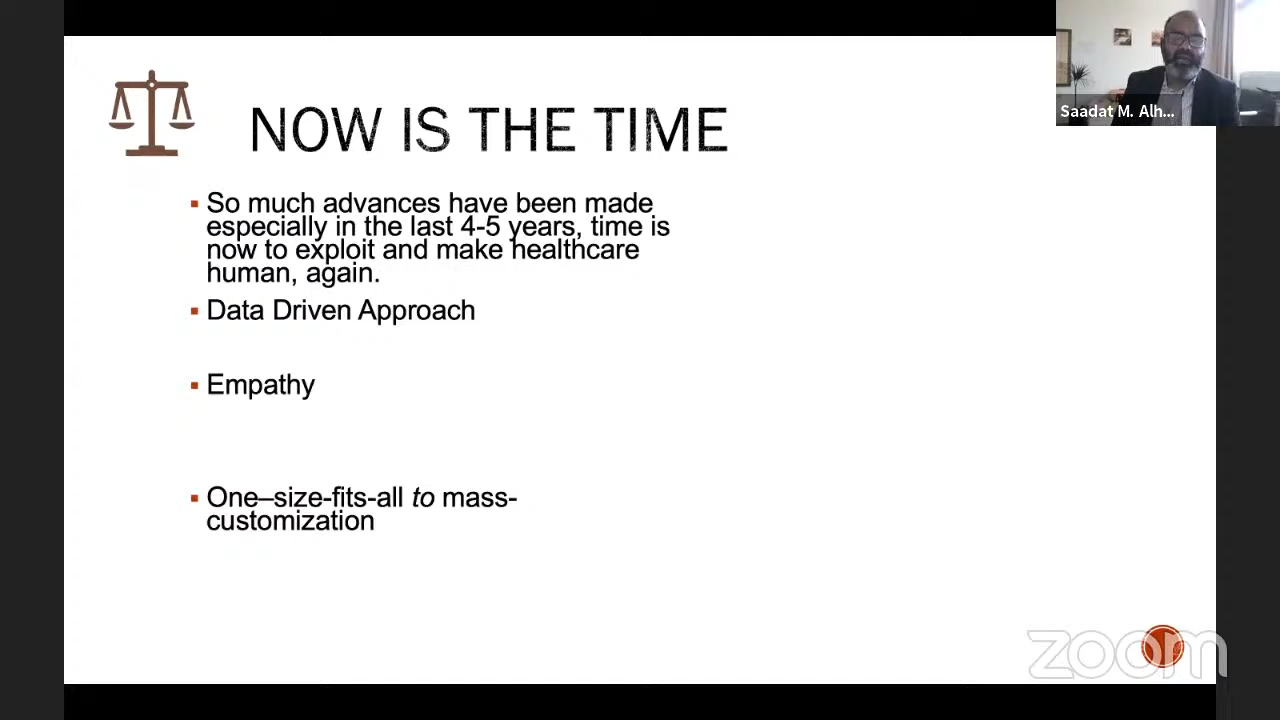 NOW IS THE TIME
So much advances have been made
especially in the last 4-5 years, time is
now to exploit and make healthcare
human, again.
Data Driven Approach
Empathy
One–size-fits-all to mass-
customization
Saadat M. Alh...
zoom